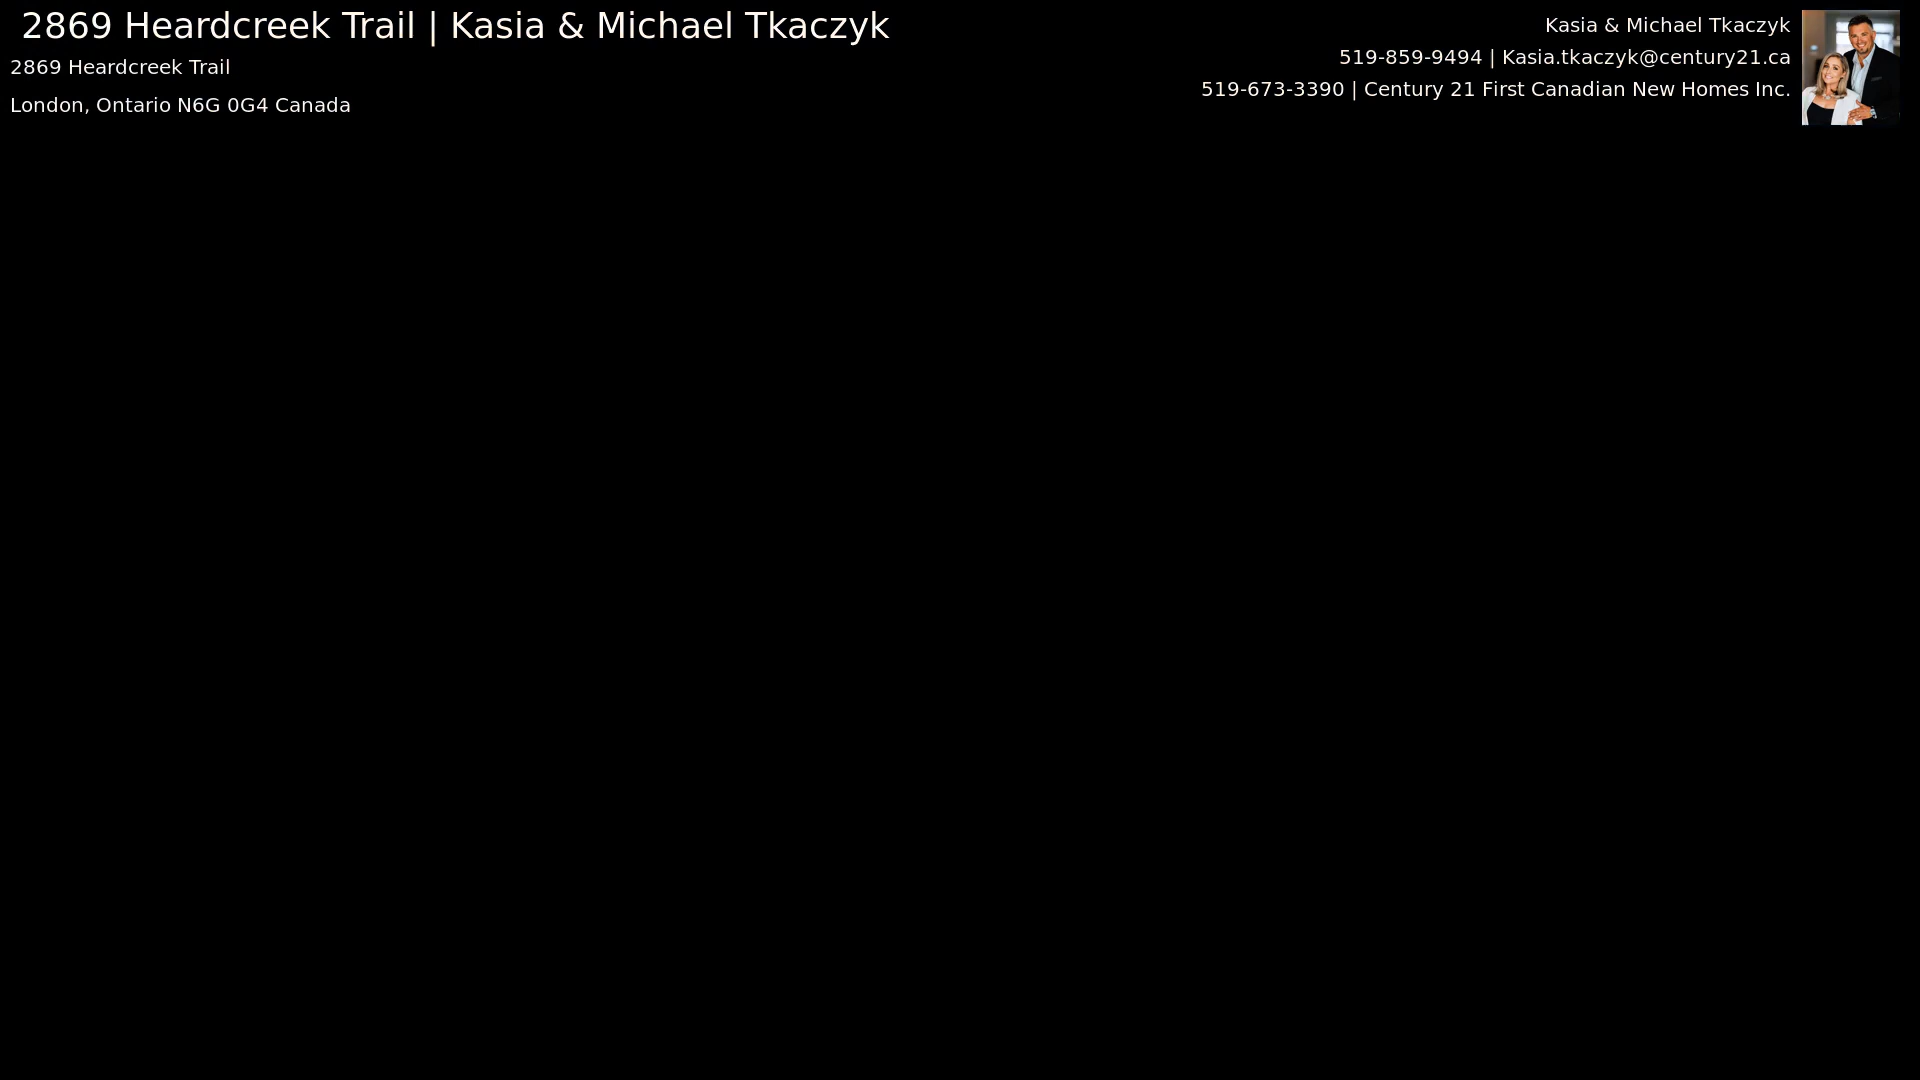 2869 Heardcreek Trail | Kasia & Michael Tkaczyk
2869 Heardcreek Trail
London, Ontario N6G 0G4 Canada
Kasia & Michael Tkaczyk
519-859-9494 | Kasia.tkaczyk@century21.ca
519-673-3390 | Century 21 First Canadian New Homes Inc.